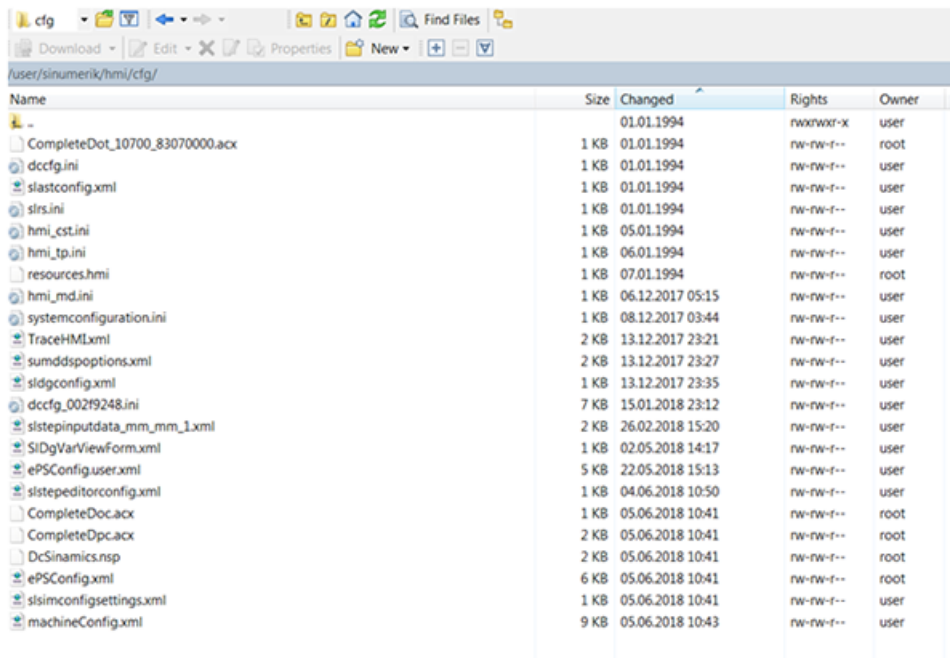 cfg Find Files
Download Edit Properties New
/user/sinumerik/hmi/cfg/
Name Size Changed Rights Owner
.. 01.01.1994 rwxrwxr-x user
CompleteDot_10700_83070000.acx 1 KB 01.01.1994 rw-rw-r-- root
dccfg.ini 1 KB 01.01.1994 rw-rw-r-- user
slastconfig.xml 1 KB 01.01.1994 rw-rw-r-- user
slrs.ini 1 KB 01.01.1994 rw-rw-r-- user
hmi_cst.ini 1 KB 05.01.1994 rw-rw-r-- user
hmi_tp.ini 1 KB 06.01.1994 rw-rw-r-- user
resources.hmi 1 KB 07.01.1994 rw-rw-r-- root
hmi_md.ini 1 KB 06.12.2017 05:15 rw-rw-r-- user
systemconfiguration.ini 1 KB 08.12.2017 03:44 rw-rw-r-- user
TraceHMI.xml 2 KB 13.12.2017 23:21 rw-rw-r-- user
sumddspoptions.xml 2 KB 13.12.2017 23:27 rw-rw-r-- user
sldgconfig.xml 1 KB 13.12.2017 23:35 rw-rw-r-- user
dccfg_002f9248.ini 7 KB 15.01.2018 23:12 rw-rw-r-- user
slstepinputdata_mm_mm_1.xml 2 KB 26.02.2018 15:20 rw-rw-r-- user
SlDgVarViewForm.xml 1 KB 02.05.2018 14:17 rw-rw-r-- user
ePSConfig.user.xml 5 KB 22.05.2018 15:13 rw-rw-r-- user
slstepeditorconfig.xml 1 KB 04.06.2018 10:50 rw-rw-r-- user
CompleteDoc.acx 1 KB 05.06.2018 10:41 rw-rw-r-- root
CompleteDpc.acx 2 KB 05.06.2018 10:41 rw-rw-r-- root
DcSinamics.nsp 2 KB 05.06.2018 10:41 rw-rw-r-- root
ePSConfig.xml 6 KB 05.06.2018 10:41 rw-rw-r-- root
slsimconfigsettings.xml 1 KB 05.06.2018 10:41 rw-rw-r-- user
machineConfig.xml 9 KB 05.06.2018 10:43 rw-rw-r-- user